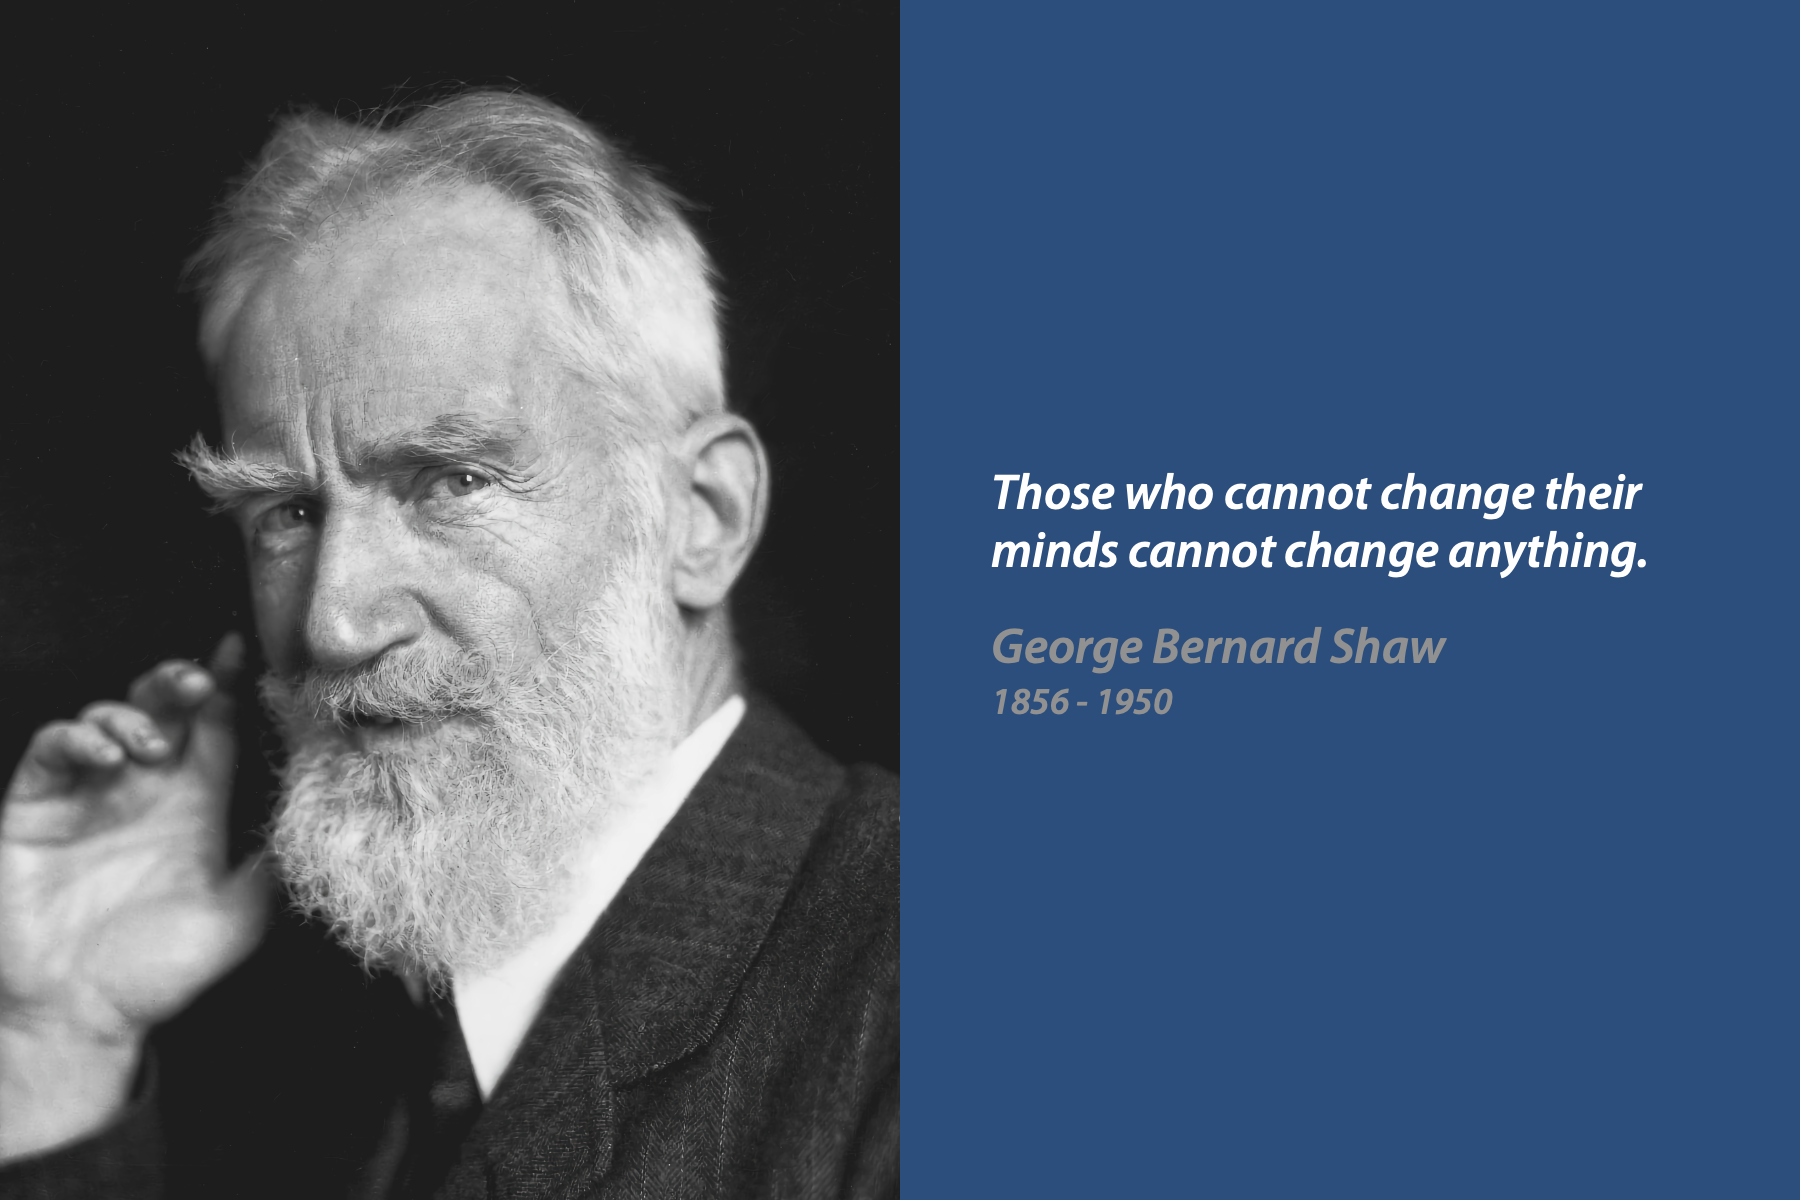 Those who cannot change their
minds cannot change anything.
George Bernard Shaw
1856 - 1950